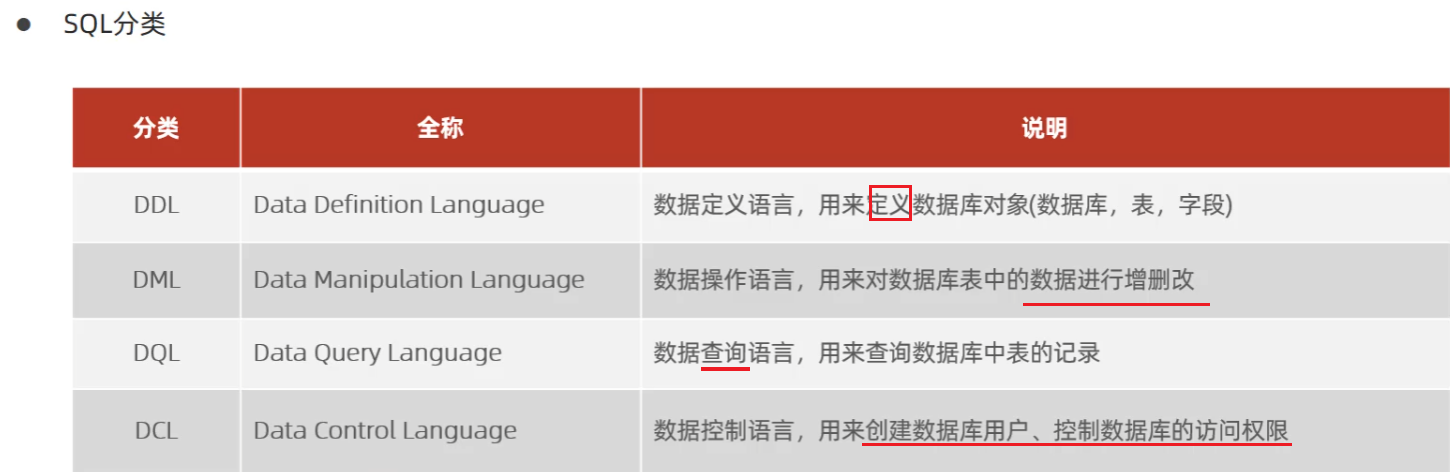 SQL分类
分类 全称 说明
DDL Data Definition Language 数据定义语言，用来定义数据库对象(数据库，表，字段)
DML Data Manipulation Language 数据操作语言，用来对数据库表中的数据进行增删改
DQL Data Query Language 数据查询语言，用来查询数据库中表的记录
DCL Data Control Language 数据控制语言，用来创建数据库用户、控制数据库的访问权限